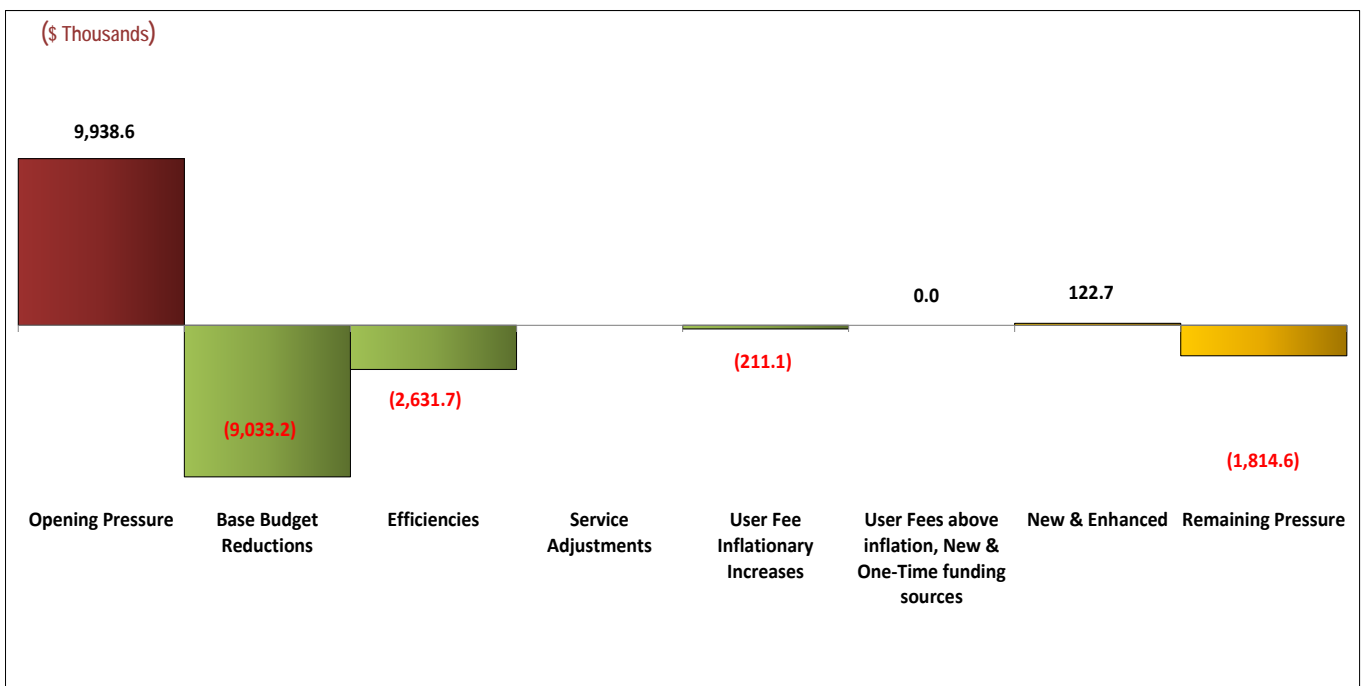 ($ Thousands)
9,938.6
(9,033.2)
(2,631.7)
(211.1)
0.0
122.7
(1,814.6)
Opening Pressure
Base Budget
Reductions
Efficiencies
Service
Adjustments
User Fee
Inflationary
Increases
User Fees above
inflation, New &
One-Time funding
sources
New & Enhanced
Remaining Pressure